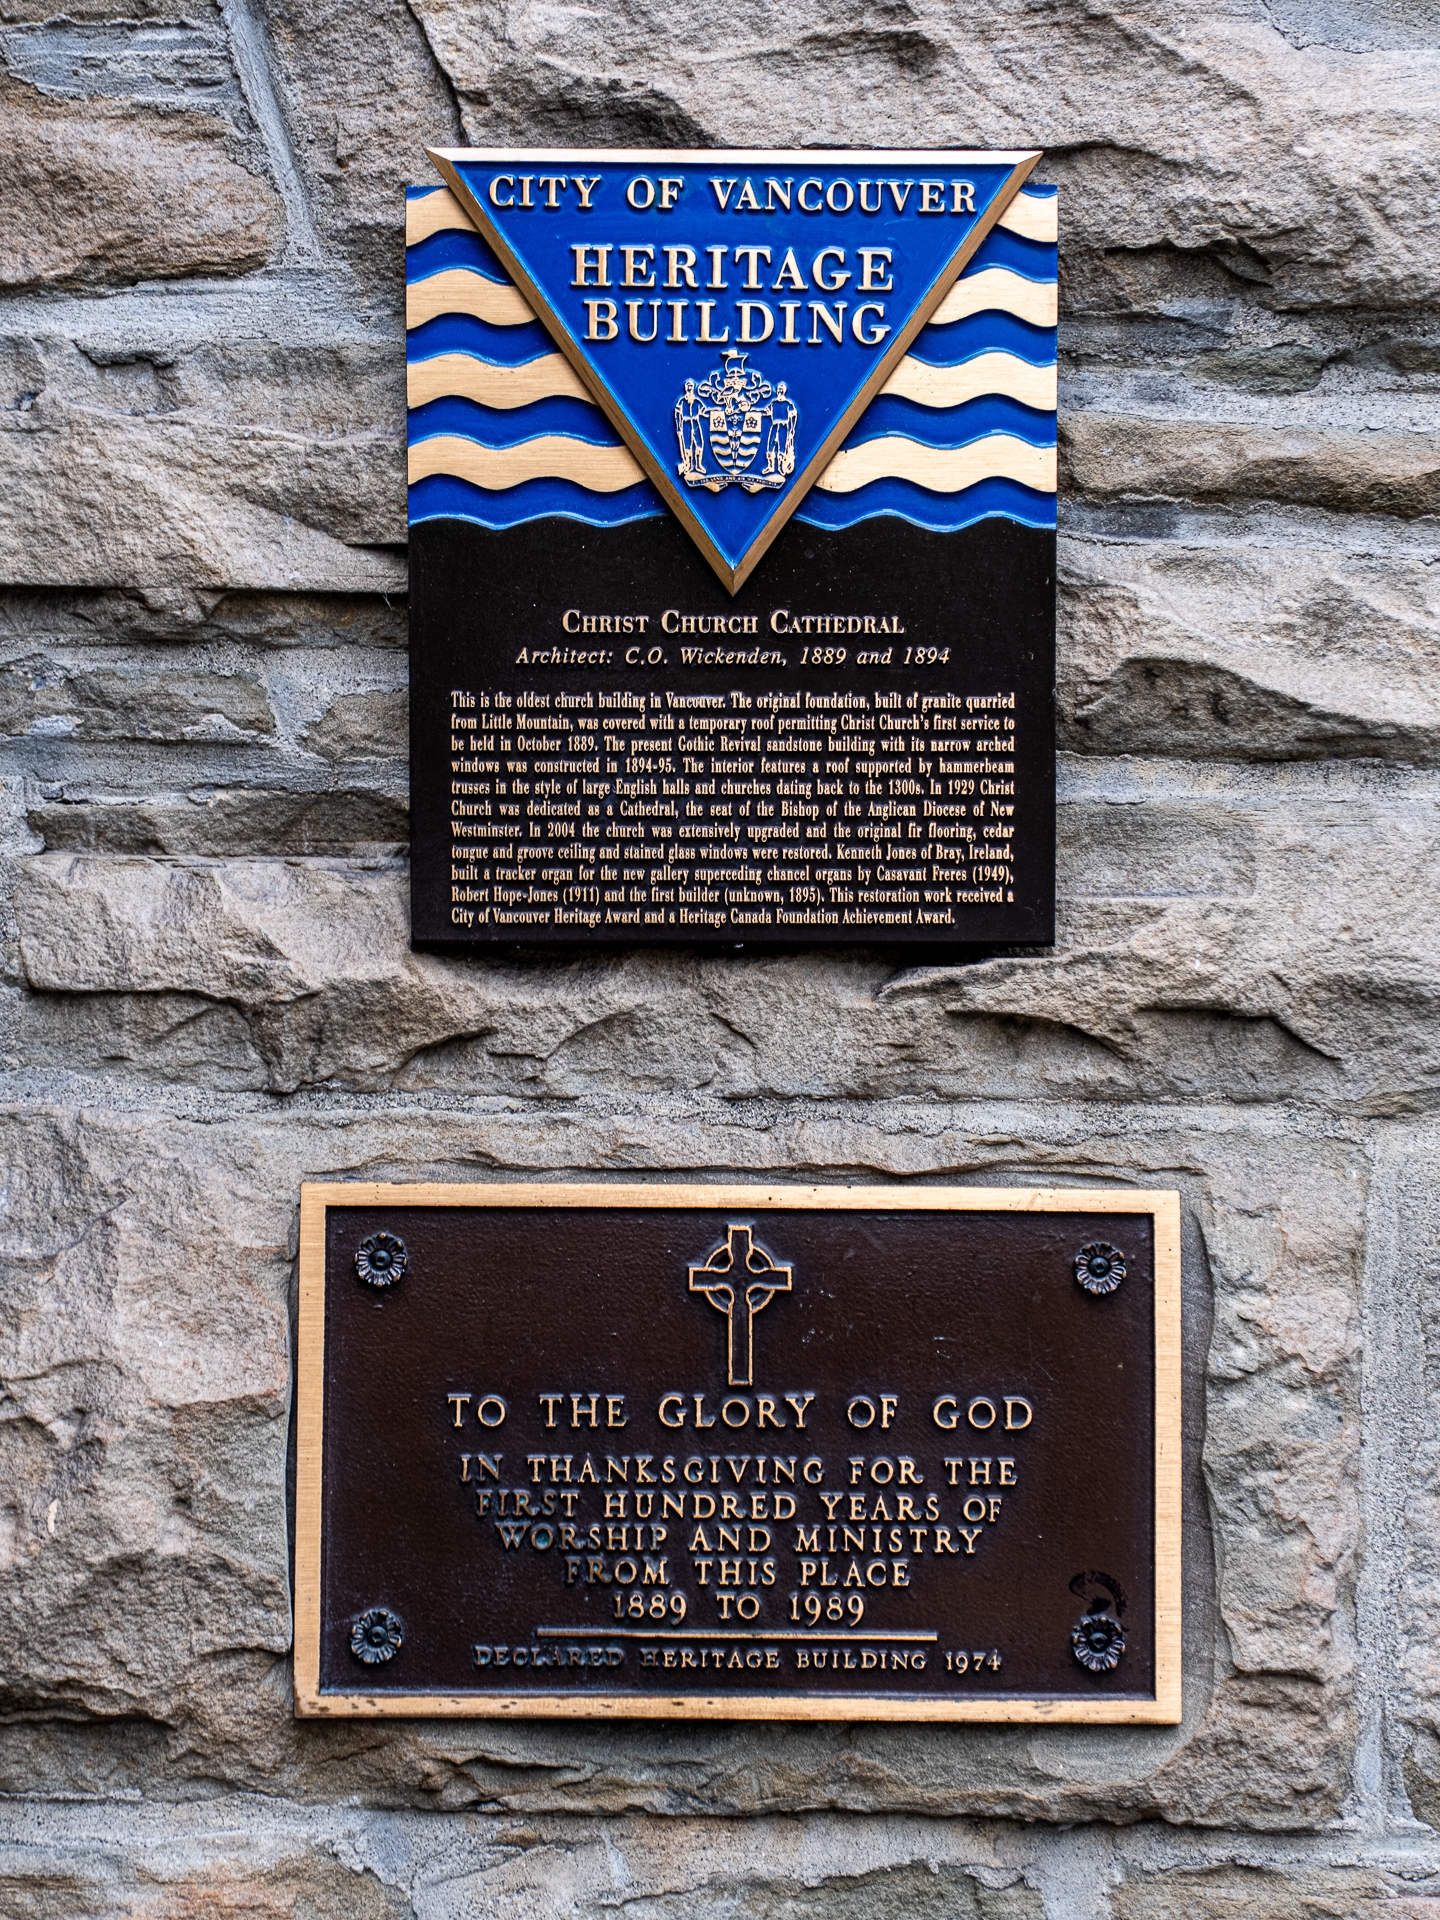 CITY OF VANCOUVER
HERITAGE
BUILDING
CHRIST CHURCH CATHEDRAL
Architect: C.O. Wickenden, 1889 and 1894
This is the oldest church building in Vancouver. The original foundation, built of granite quarried
from Little Mountain, was covered with a temporary roof permitting Christ Church's first service to
be held in October 1889. The present Gothic Revival sandstone building with its narrow arched
windows was constructed in 1894-95. The interior features a roof supported by hammerbeam
trusses in the style of large English halls and churches dating back to the 1300s. In 1929 Christ
Church was dedicated as a Cathedral, the seat of the Bishop of the Anglican Diocese of New
Westminster. In 2004 the church was extensively upgraded and the original fir flooring, cedar
tongue and groove ceiling and stained glass windows were restored. Kenneth Jones of Bray, Ireland,
built a tracker organ for the new gallery superceding chancel organs by Casavant Freres (1949),
Robert Hope-Jones (1911) and the first builder (unknown, 1895). This restoration work received a
City of Vancouver Heritage Award and a Heritage Canada Foundation Achievement Award.
TO THE GLORY OF GOD
IN THANKSGIVING FOR THE
FIRST HUNDRED YEARS OF
WORSHIP AND MINISTRY
FROM THIS PLACE
1889 TO 1989
DECLARED HERITAGE BUILDING 1974